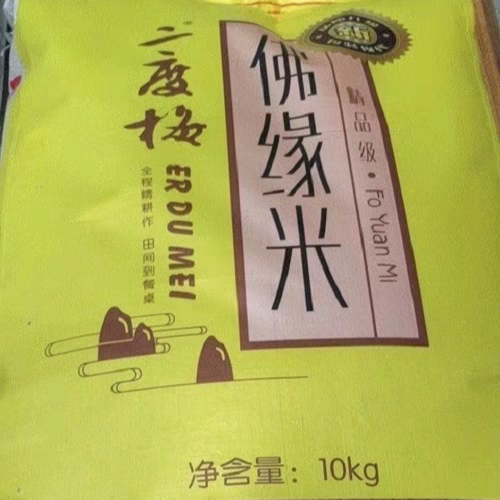 二度梅
ER DU MEI
全程精耕作 田间到餐桌
佛缘米
精品级·Fo Yuan Mi
净含量：10kg